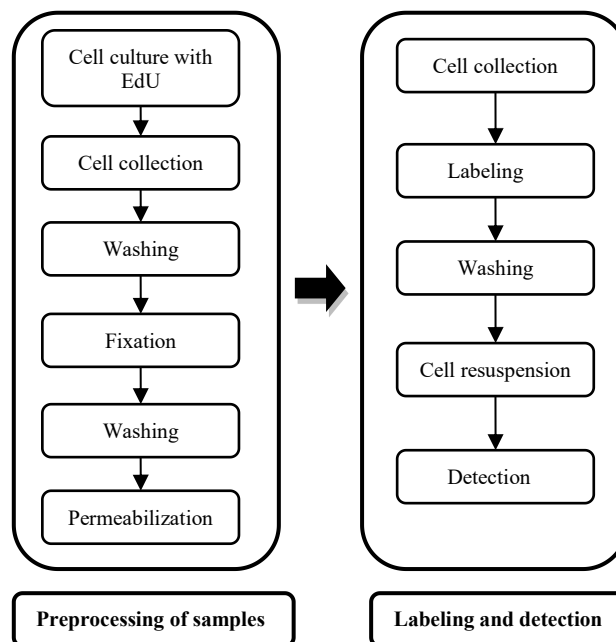 Cell culture with
EdU
Cell collection
Washing
Fixation
Washing
Permeabilization
Preprocessing of samples
Cell collection
Labeling
Washing
Cell resuspension
Detection
Labeling and detection